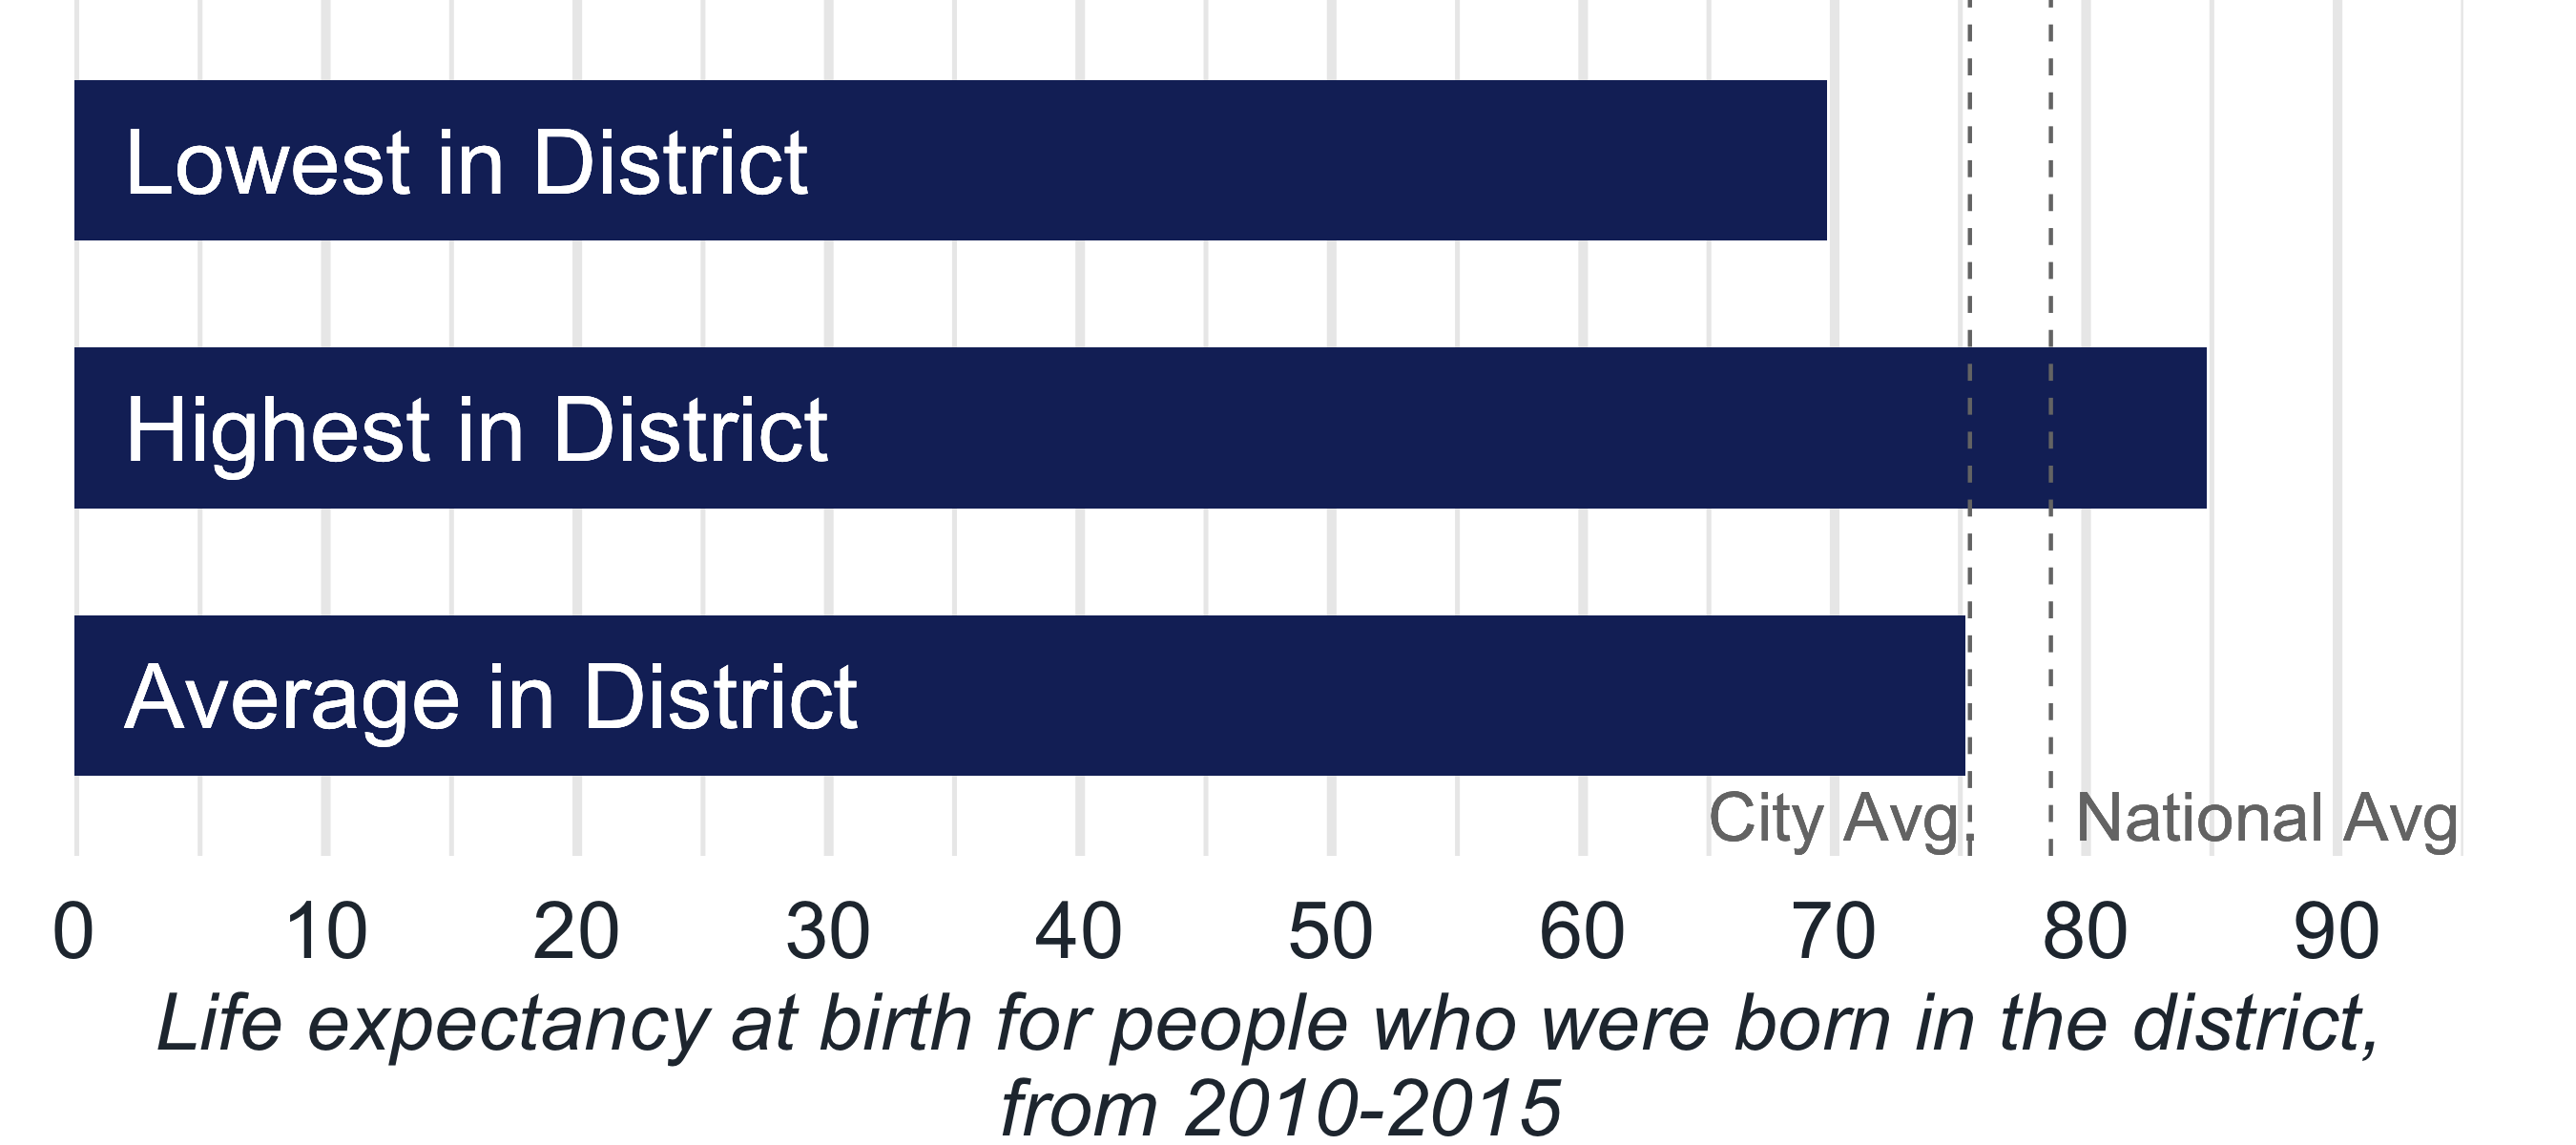 Lowest in District
Highest in District
Average in District
City Avg.
National Avg
0 10 20 30 40 50 60 70 80 90
Life expectancy at birth for people who were born in the district,
from 2010-2015